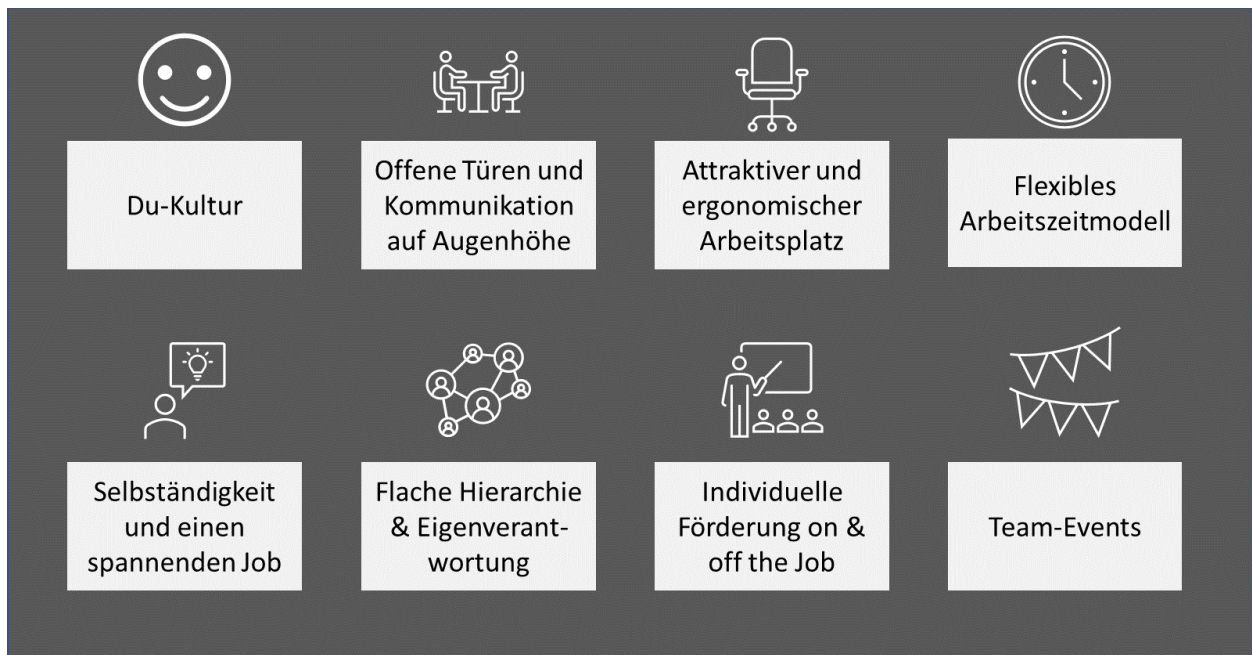 Du-Kultur
Offene Türen und
Kommunikation
auf Augenhöhe
Attraktiver und
ergonomischer
Arbeitsplatz
Flexibles
Arbeitszeitmodell
Selbständigkeit
und einen
spannenden Job
Flache Hierarchie
& Eigenverant-
wortung
Individuelle
Förderung on &
off the Job
Team-Events